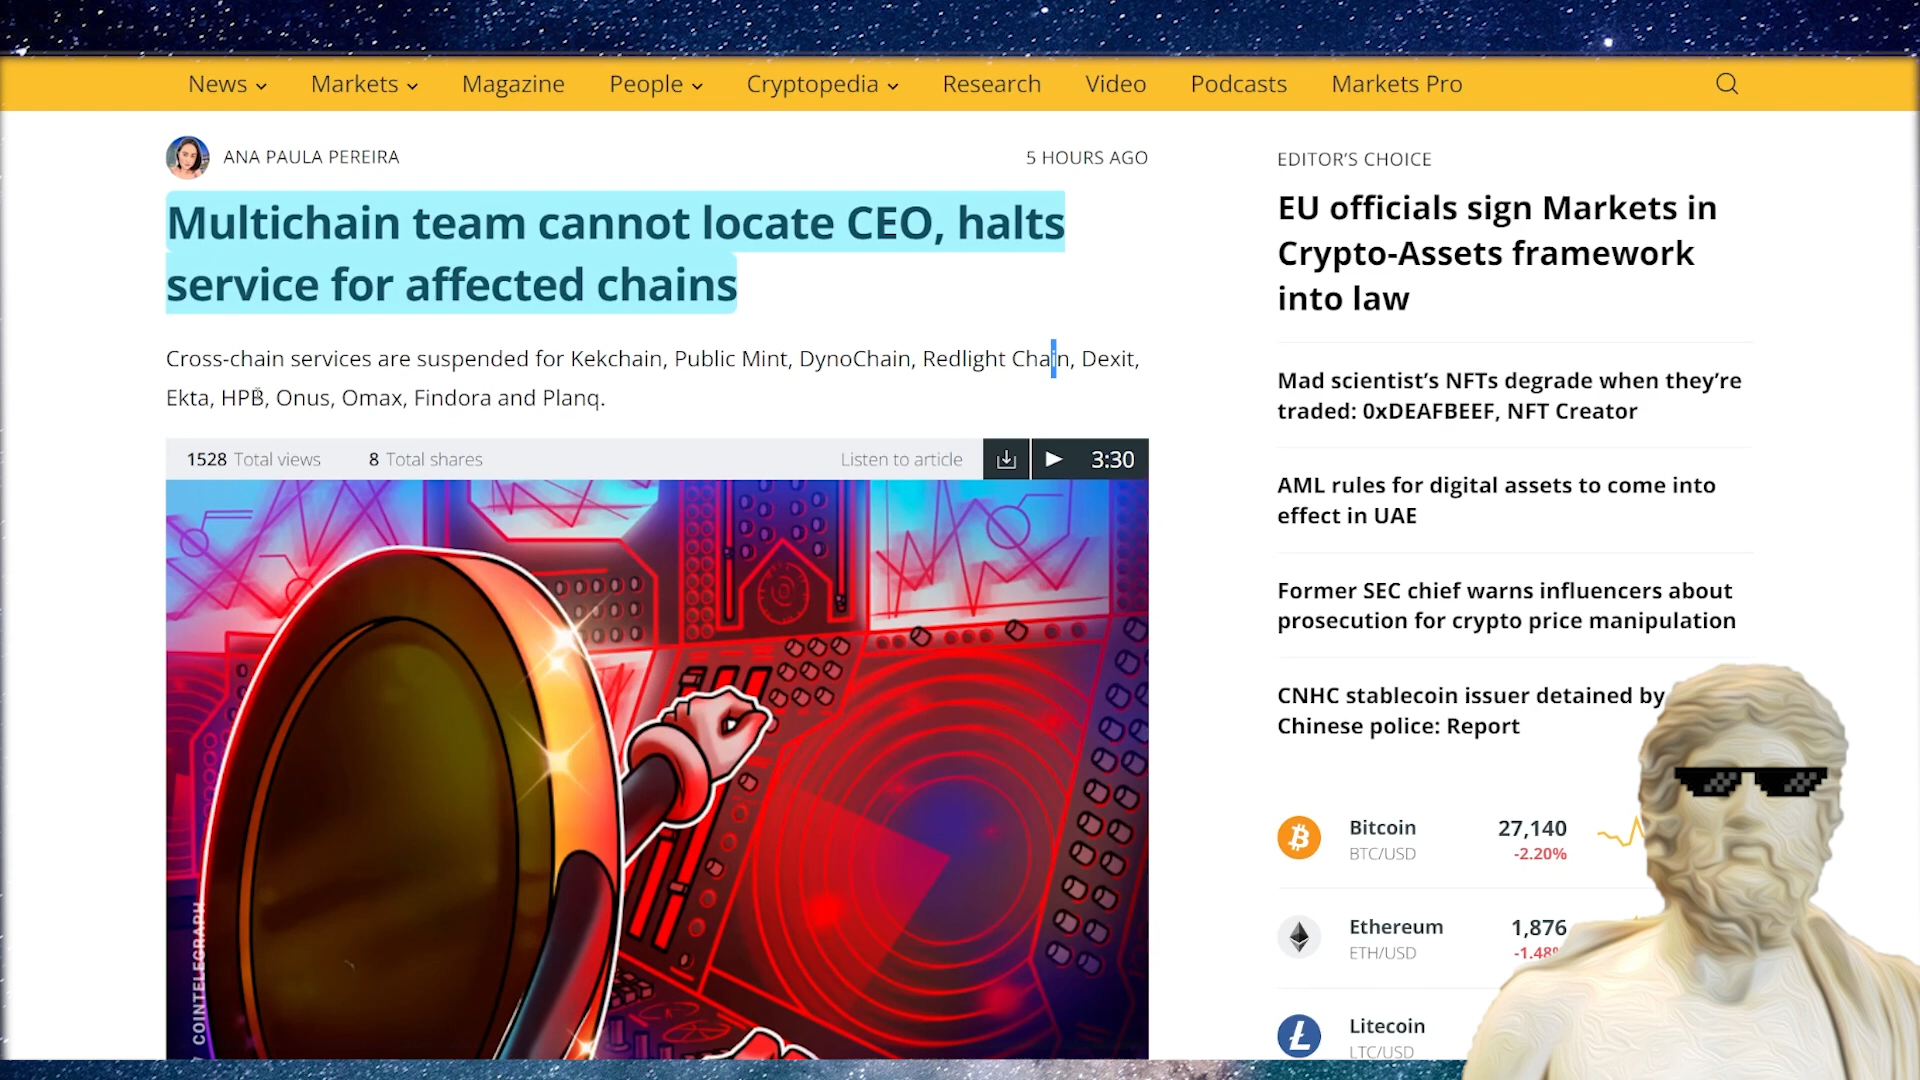 News Markets Magazine People Cryptopedia Research Video Podcasts Markets Pro
ANA PAULA PEREIRA
5 HOURS AGO
Multichain team cannot locate CEO, halts
service for affected chains
Cross-chain services are suspended for Kekchain, Public Mint, DynoChain, Redlight Chain, Dexit,
Ekta, HPB, Onus, Omax, Findora and Planq.
1528 Total views 8 Total shares Listen to article 3:30
COINTELEGRAPH
EDITOR'S CHOICE
EU officials sign Markets in
Crypto-Assets framework
into law
Mad scientist's NFTs degrade when they're
traded: 0xDEAFBEEF, NFT Creator
AML rules for digital assets to come into
effect in UAE
Former SEC chief warns influencers about
prosecution for crypto price manipulation
CNHC stablecoin issuer detained by
Chinese police: Report
Bitcoin 27,140
BTC/USD -2.20%
Ethereum 1,876
ETH/USD -1.48%
Litecoin
LTC/USD